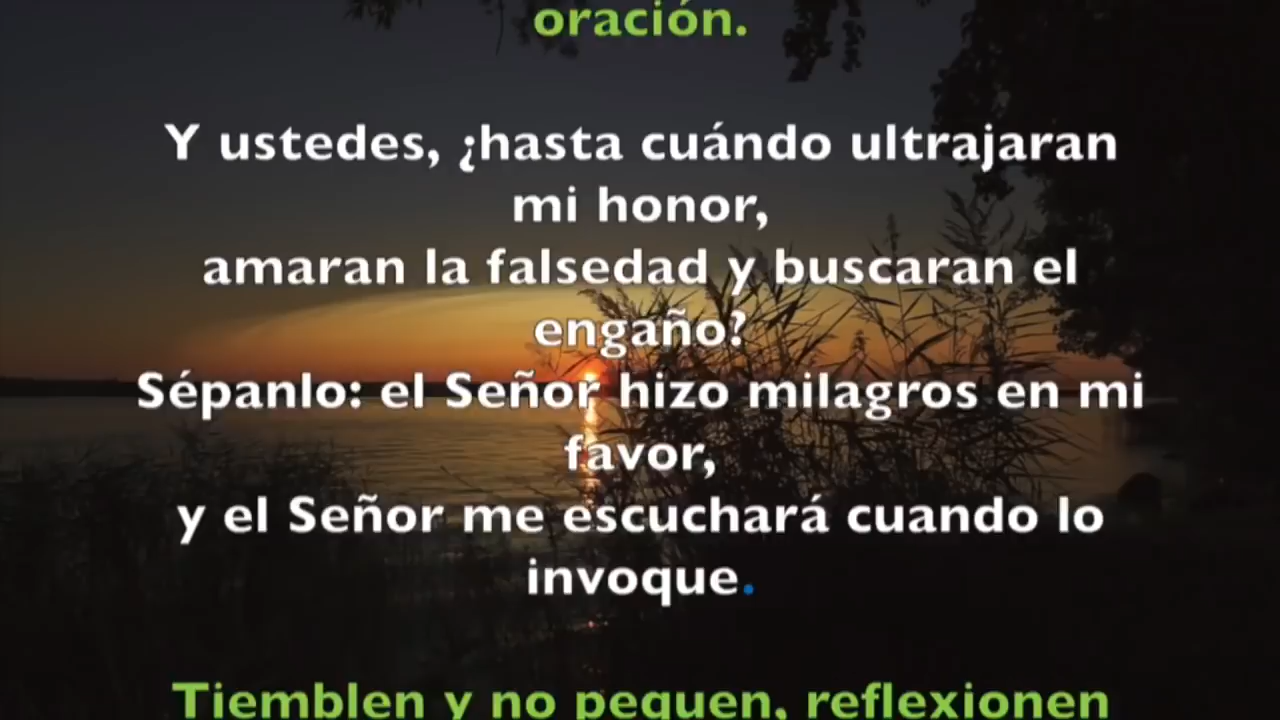 oración.
Y ustedes, ¿hasta cuándo ultrajaran
mi honor,
amaran la falsedad y buscaran el
engaño?
Sépanlo: el Señor hizo milagros en mi
favor,
y el Señor me escuchará cuando lo
invoque.
Tiemblen y no pequen, reflexionen